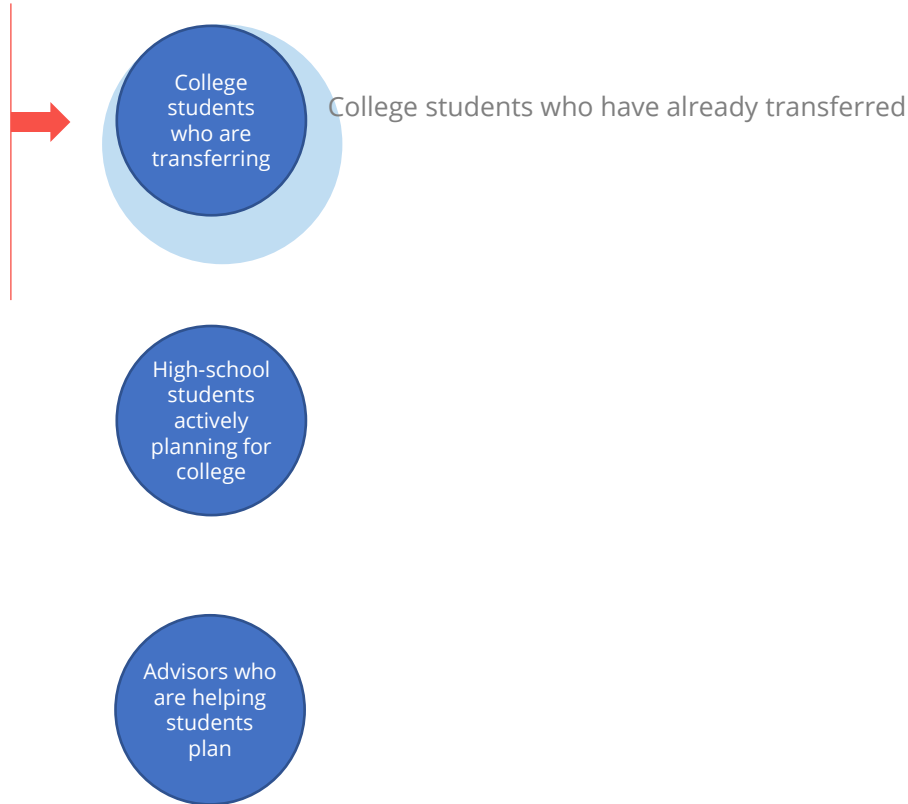 College
students
who are
transferring
College students who have already transferred
High-school
students
actively
planning for
college
Advisors who
are helping
students
plan